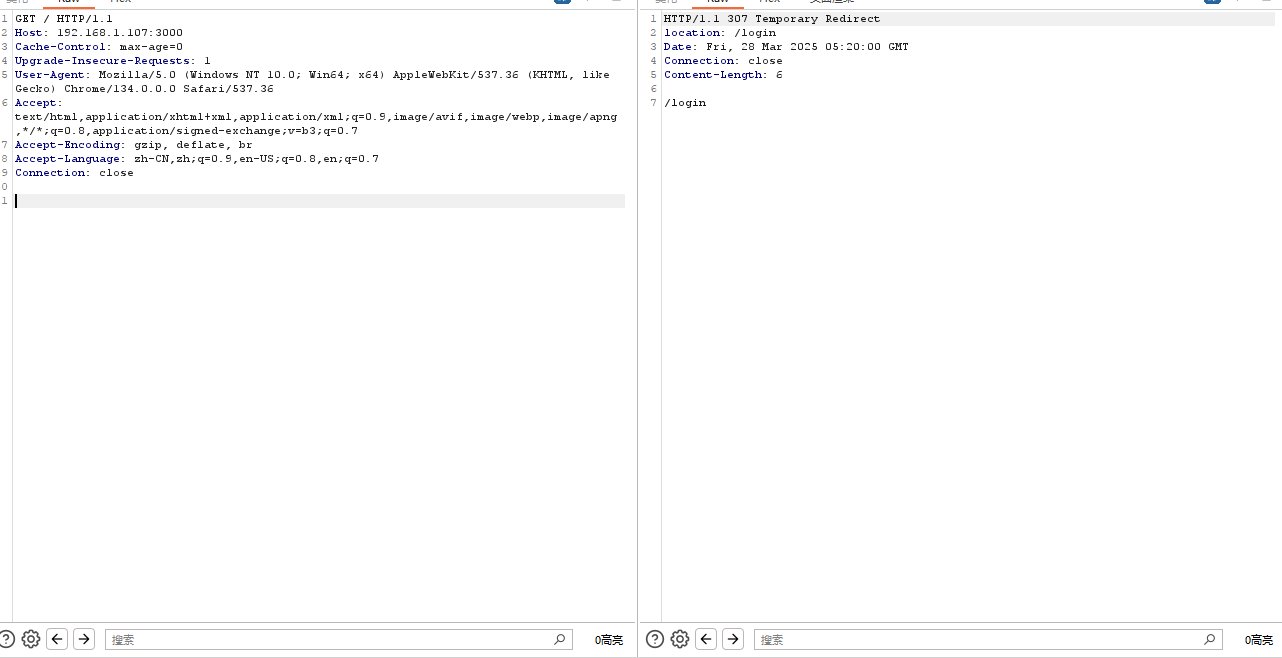 Raw
Hex
1 GET / HTTP/1.1
2 Host: 192.168.1.107:3000
3 Cache-Control: max-age=0
4 Upgrade-Insecure-Requests: 1
5 User-Agent: Mozilla/5.0 (Windows NT 10.0; Win64; x64) AppleWebKit/537.36 (KHTML, like
Gecko) Chrome/134.0.0.0 Safari/537.36
6 Accept:
text/html,application/xhtml+xml,application/xml;q=0.9,image/avif,image/webp,image/apng
,*/*;q=0.8,application/signed-exchange;v=b3;q=0.7
7 Accept-Encoding: gzip, deflate, br
8 Accept-Language: zh-CN,zh;q=0.9,en-US;q=0.8,en;q=0.7
9 Connection: close
0
1
搜索
0高亮
Raw
Hex
页面渲染
1 HTTP/1.1 307 Temporary Redirect
2 location: /login
3 Date: Fri, 28 Mar 2025 05:20:00 GMT
4 Connection: close
5 Content-Length: 6
6
7 /login
搜索
0高亮